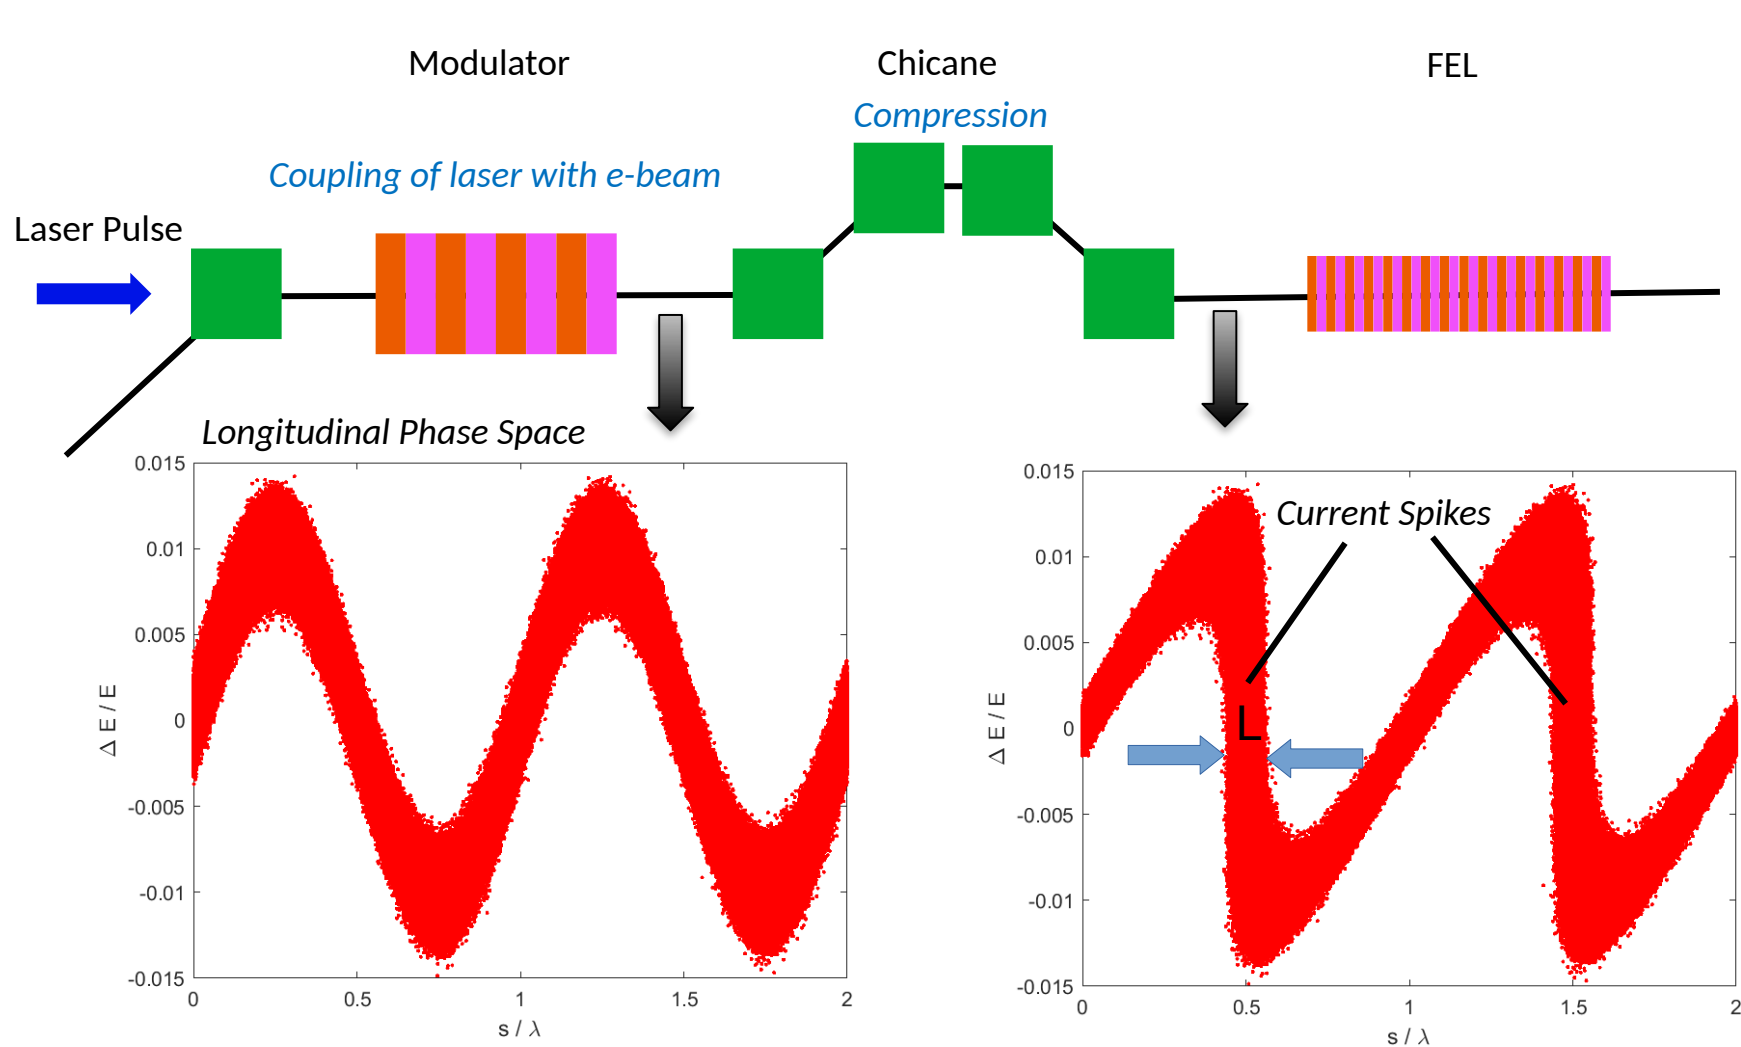 Modulator
Chicane
FEL
Compression
Coupling of laser with e-beam
Laser Pulse
Longitudinal Phase Space
0.015
0.01
0.005
0
-0.005
-0.01
-0.015
Δ E / E
0
0.5
1
1.5
2
s / λ
Current Spikes
L
0.015
0.01
0.005
0
-0.005
-0.01
-0.015
Δ E / E
0
0.5
1
1.5
2
s / λ